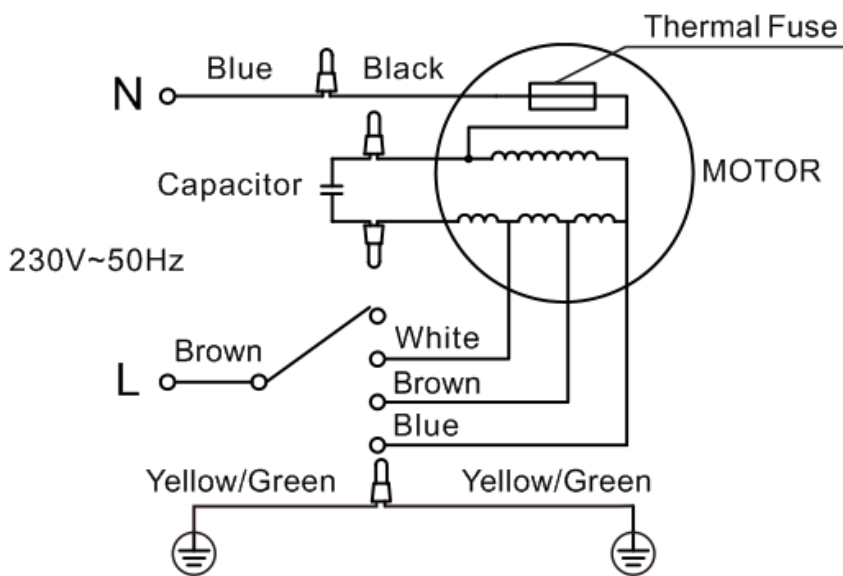 Thermal Fuse
N
Blue
Black
Capacitor
MOTOR
230V~50Hz
L
Brown
White
Brown
Blue
Yellow/Green
Yellow/Green